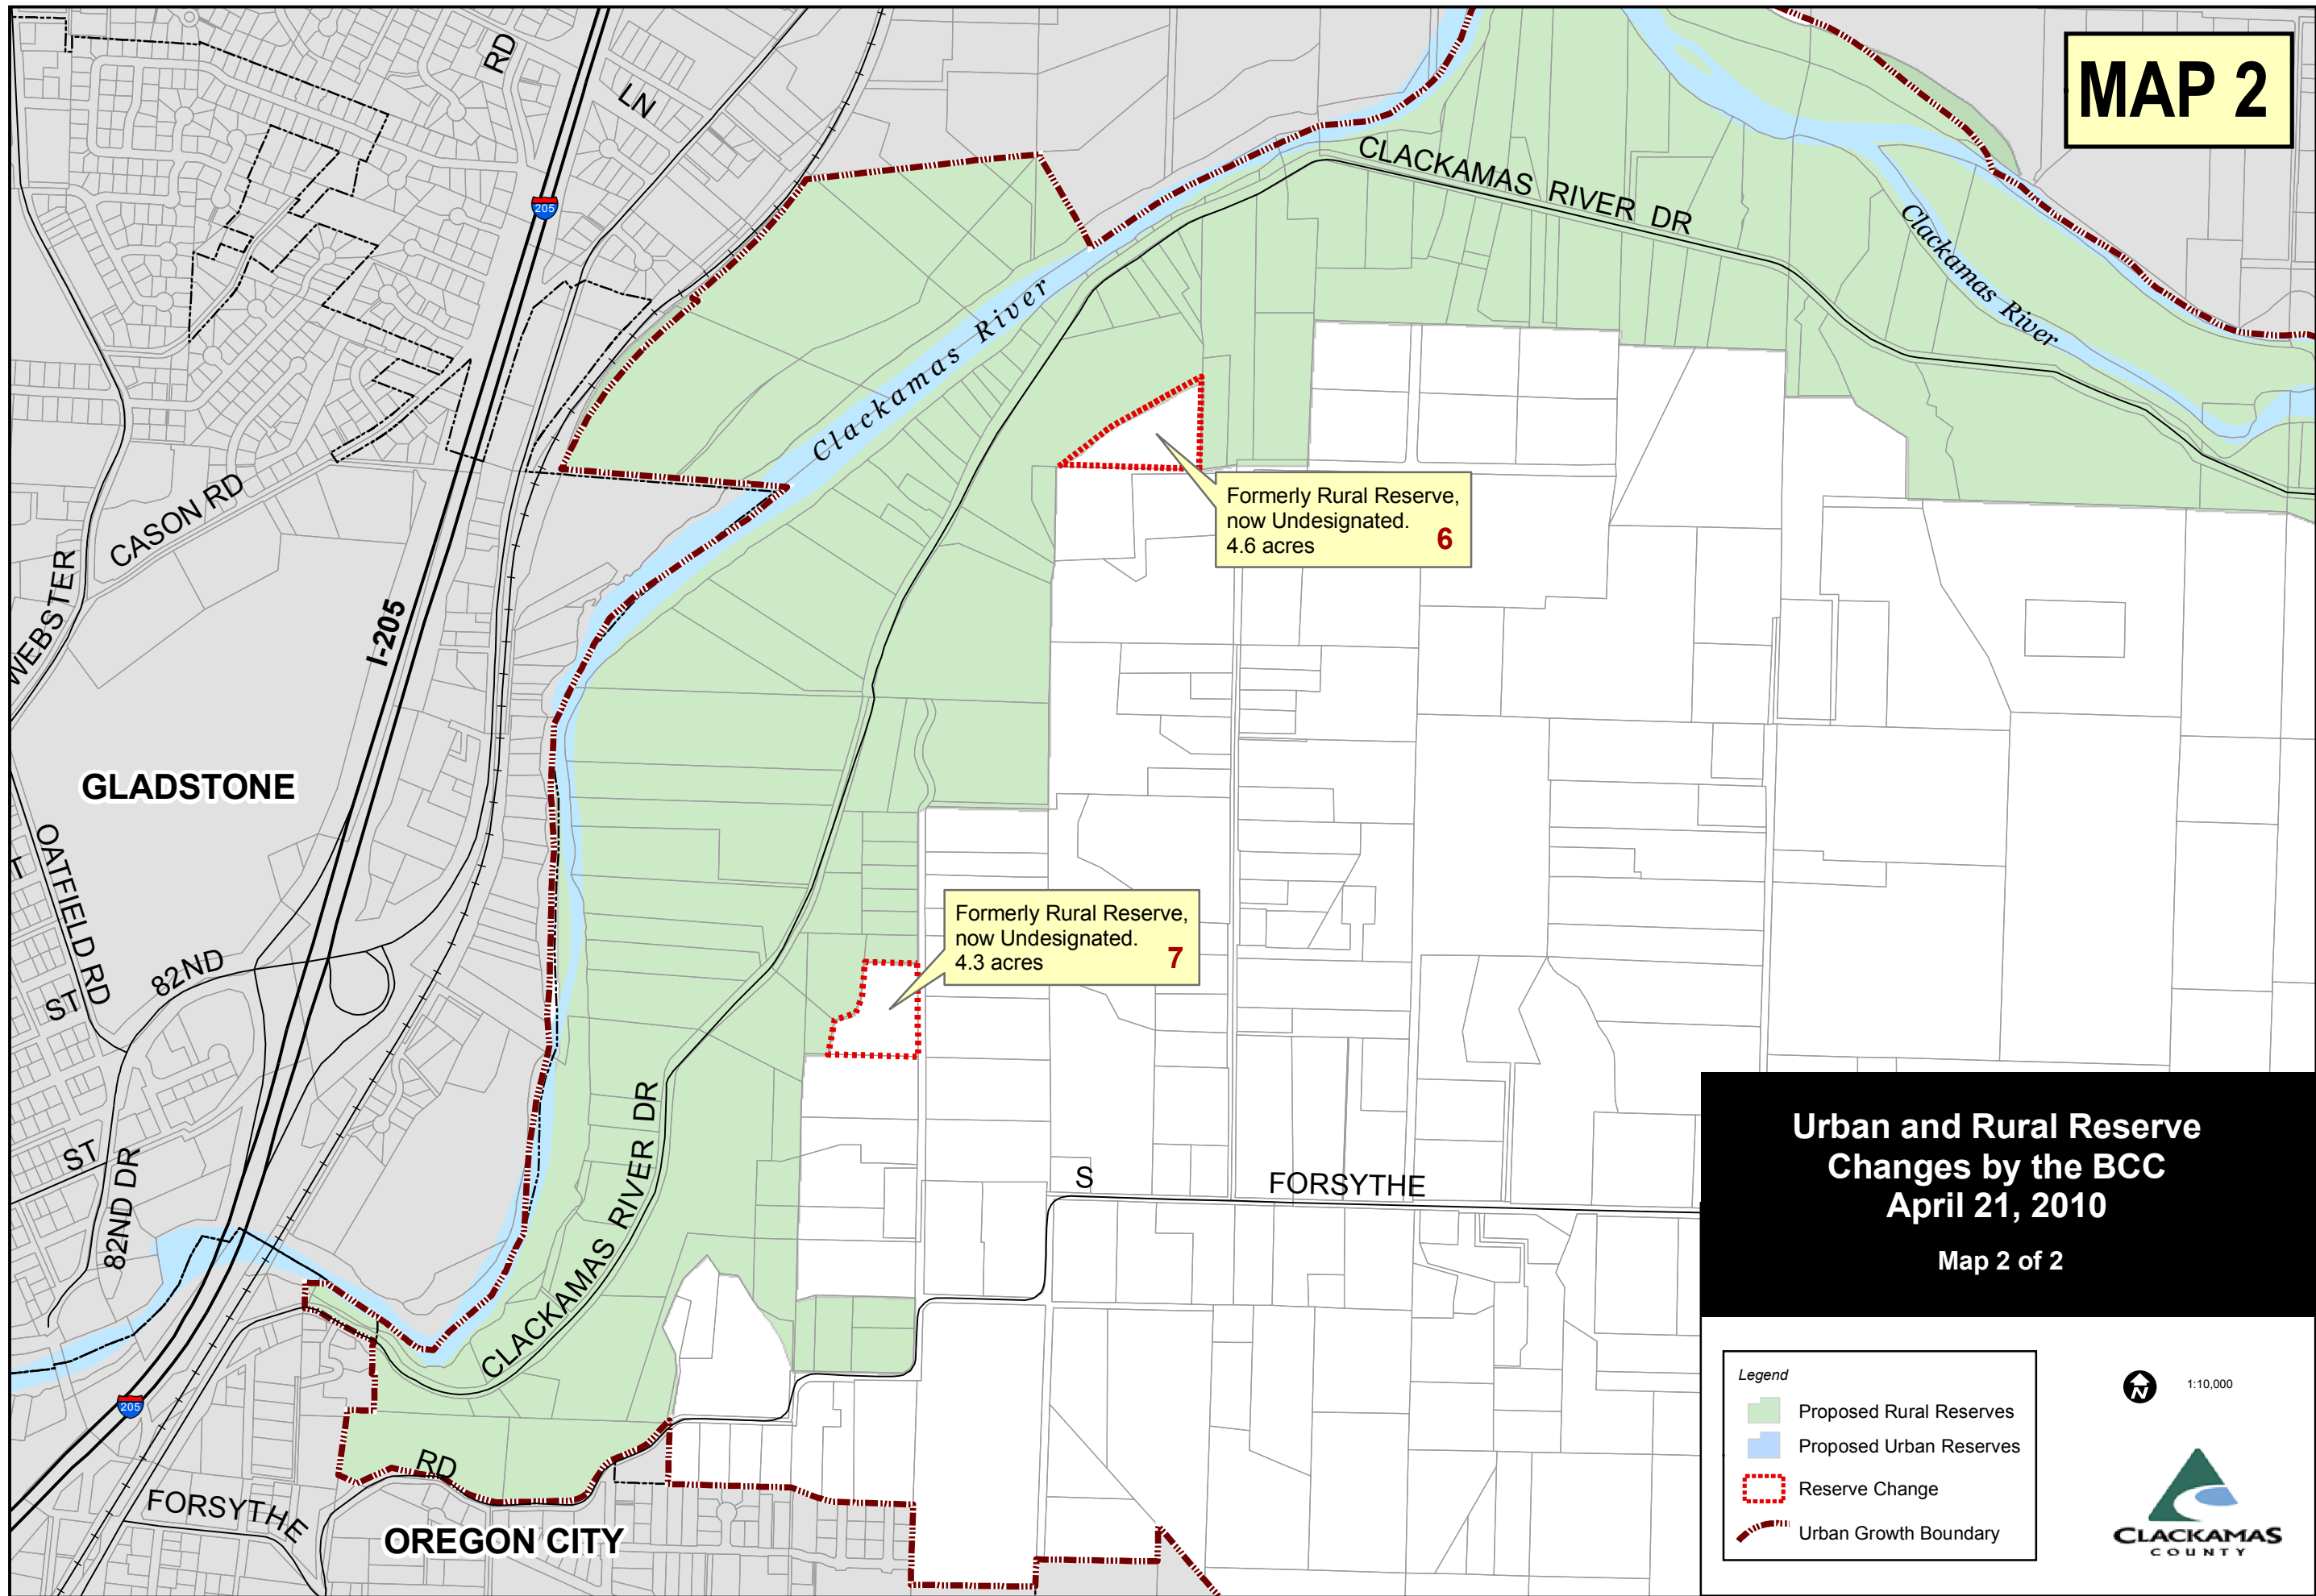 MAP 2
RD
LN
205
CLACKAMAS RIVER DR
Clackamas River
Clackamas River
Formerly Rural Reserve,
now Undesignated.
4.6 acres
6
CASON RD
WEBSTER
I-205
GLADSTONE
OATFIELD RD
82ND
ST
Formerly Rural Reserve,
now Undesignated.
4.3 acres
7
ST
82ND DR
CLACKAMAS RIVER DR
S
FORSYTHE
205
RD
FORSYTHE
OREGON CITY
Urban and Rural Reserve
Changes by the BCC
April 21, 2010
Map 2 of 2
Legend
Proposed Rural Reserves
Proposed Urban Reserves
Reserve Change
Urban Growth Boundary
N
1:10,000
CLACKAMAS
COUNTY